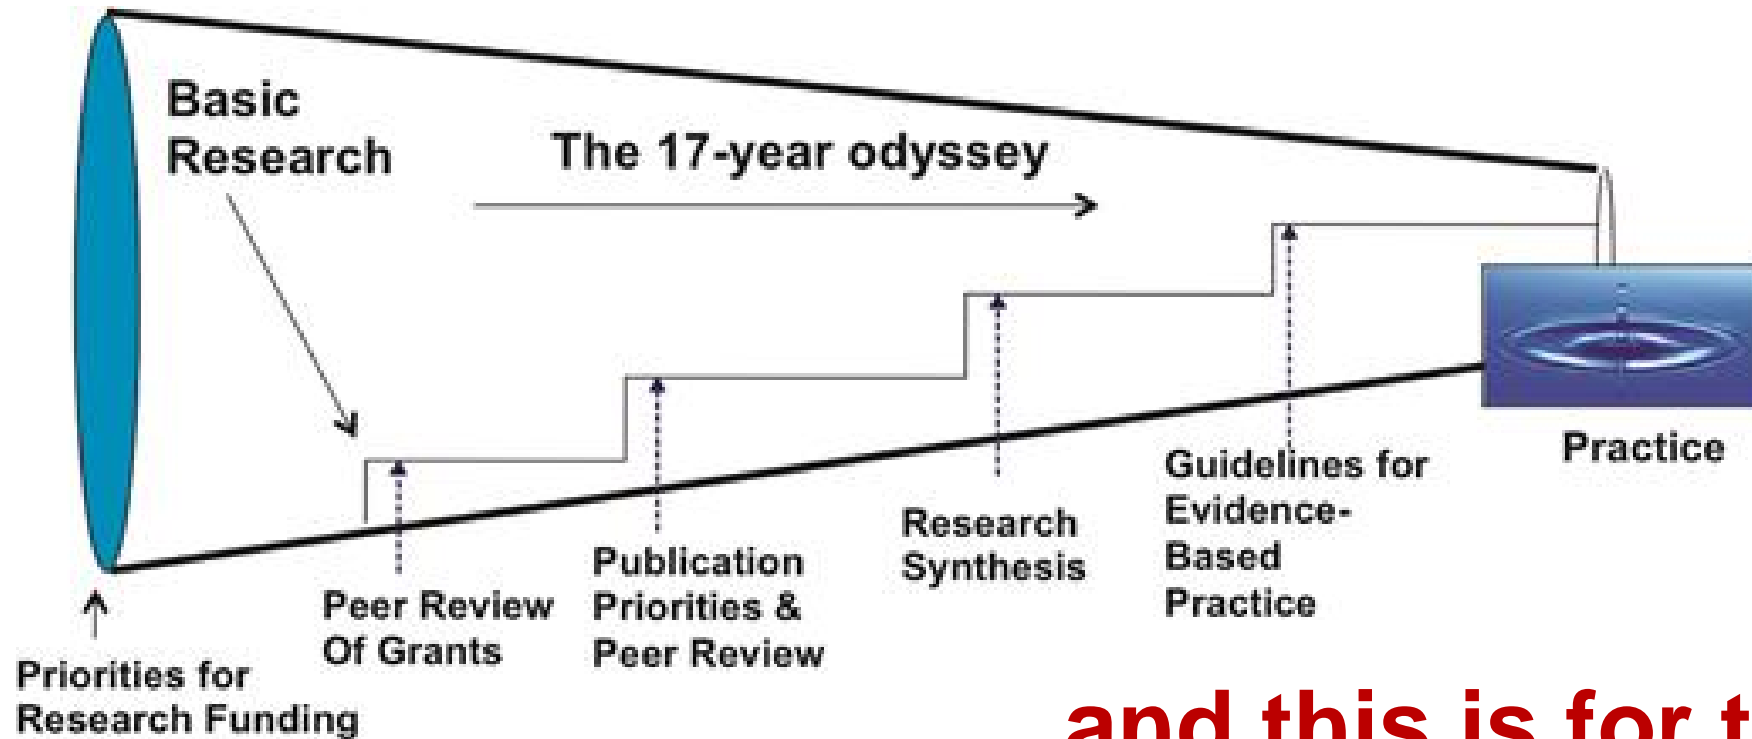 Basic
Research
The 17-year odyssey
Practice
Guidelines for
Evidence-
Based
Practice
Research
Synthesis
Publication
Priorities &
Peer Review
Peer Review
Of Grants
Priorities for
Research Funding
and this is for t